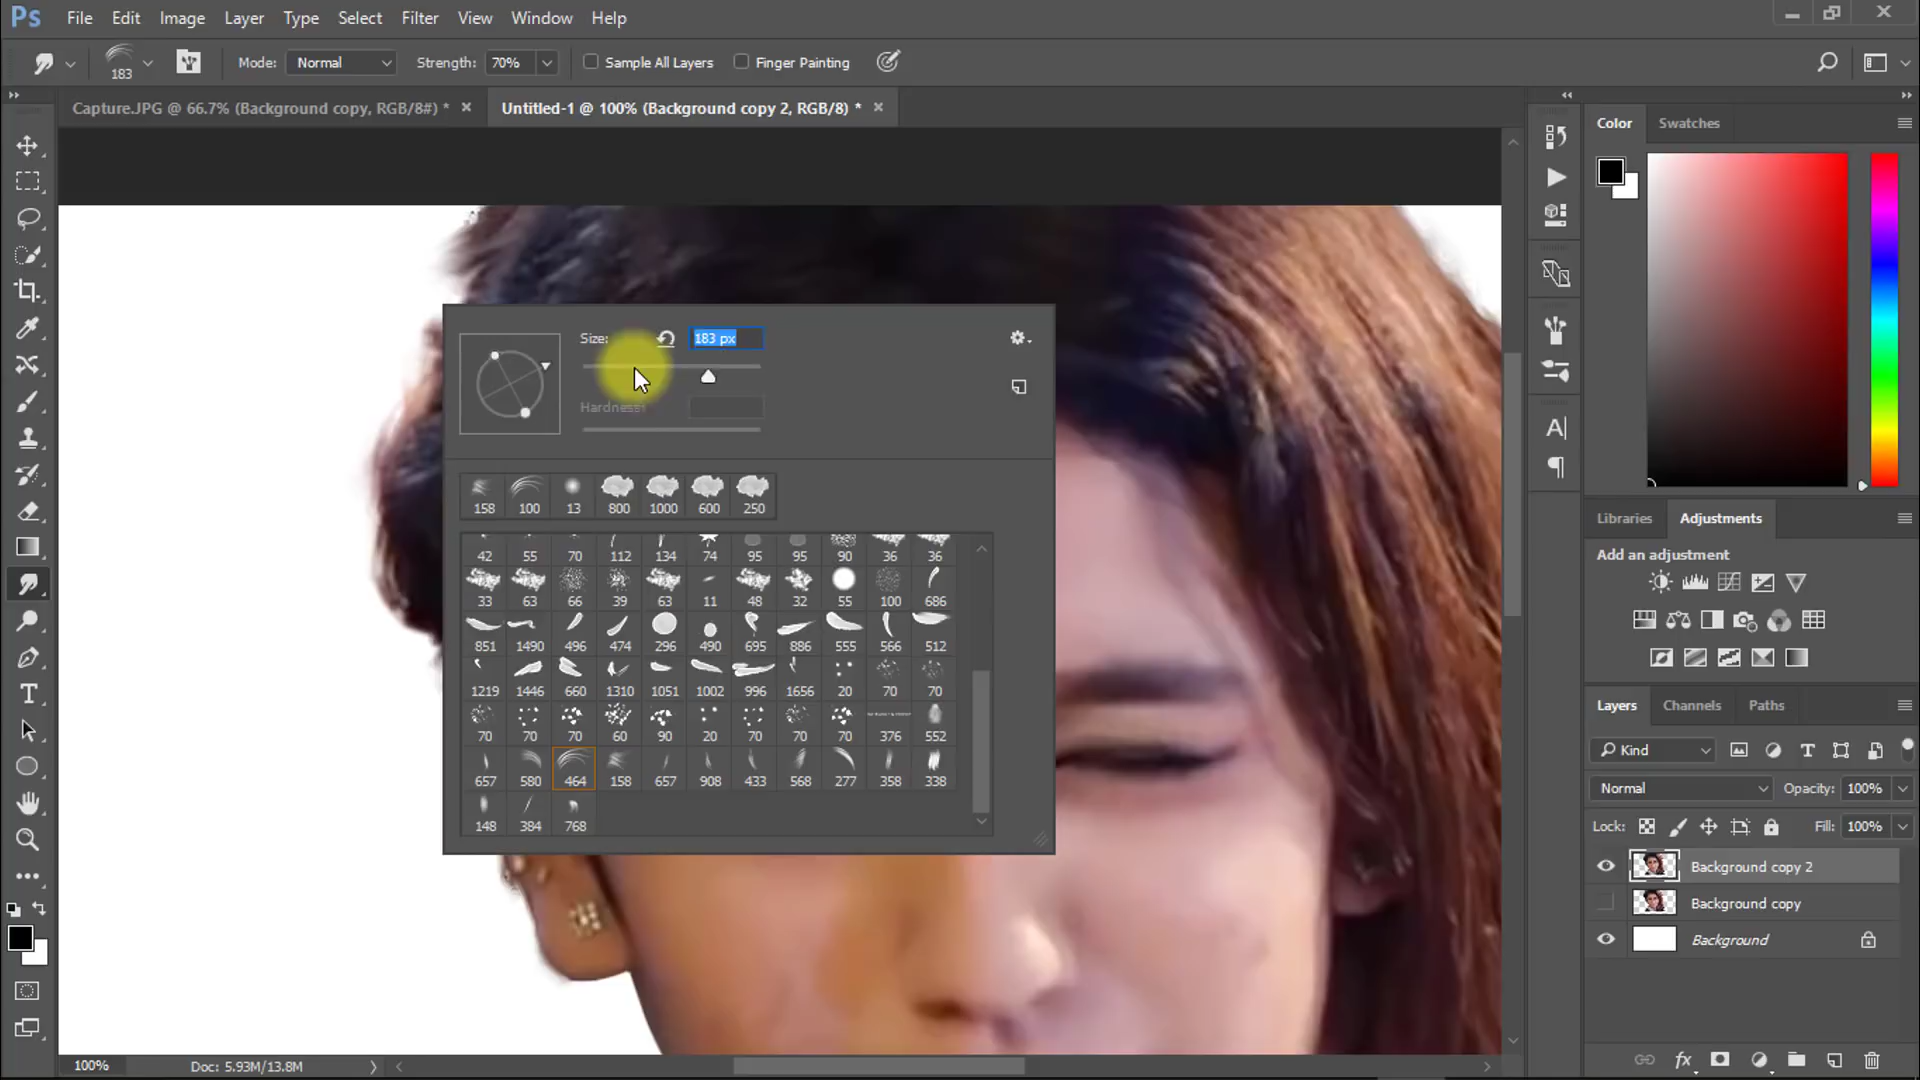 Ps File Edit Image Layer Type Select Filter View Window Help
183 Mode: Normal Strength: 70% Sample All Layers Finger Painting
Capture.JPG @ 66.7% (Background copy, RGB/8#) * Untitled-1 @ 100% (Background copy 2, RGB/8) *
Color Swatches
Size: 183 px
Hardness:
158 100 13 800 1000 600 250
42 55 70 112 134 74 95 95 90 36 36
33 63 66 39 63 11 48 32 55 100 686
851 1490 496 474 296 490 695 886 555 566 512
1219 1446 660 1310 1051 1002 996 1656 20 70 70
70 70 70 60 90 20 70 70 70 376 552
657 580 464 158 657 908 433 568 277 358 338
148 384 768
Libraries Adjustments
Add an adjustment
Layers Channels Paths
Kind
Normal Opacity: 100%
Lock: Fill: 100%
Background copy 2
Background copy
Background
100% Doc: 5.93M/13.8M